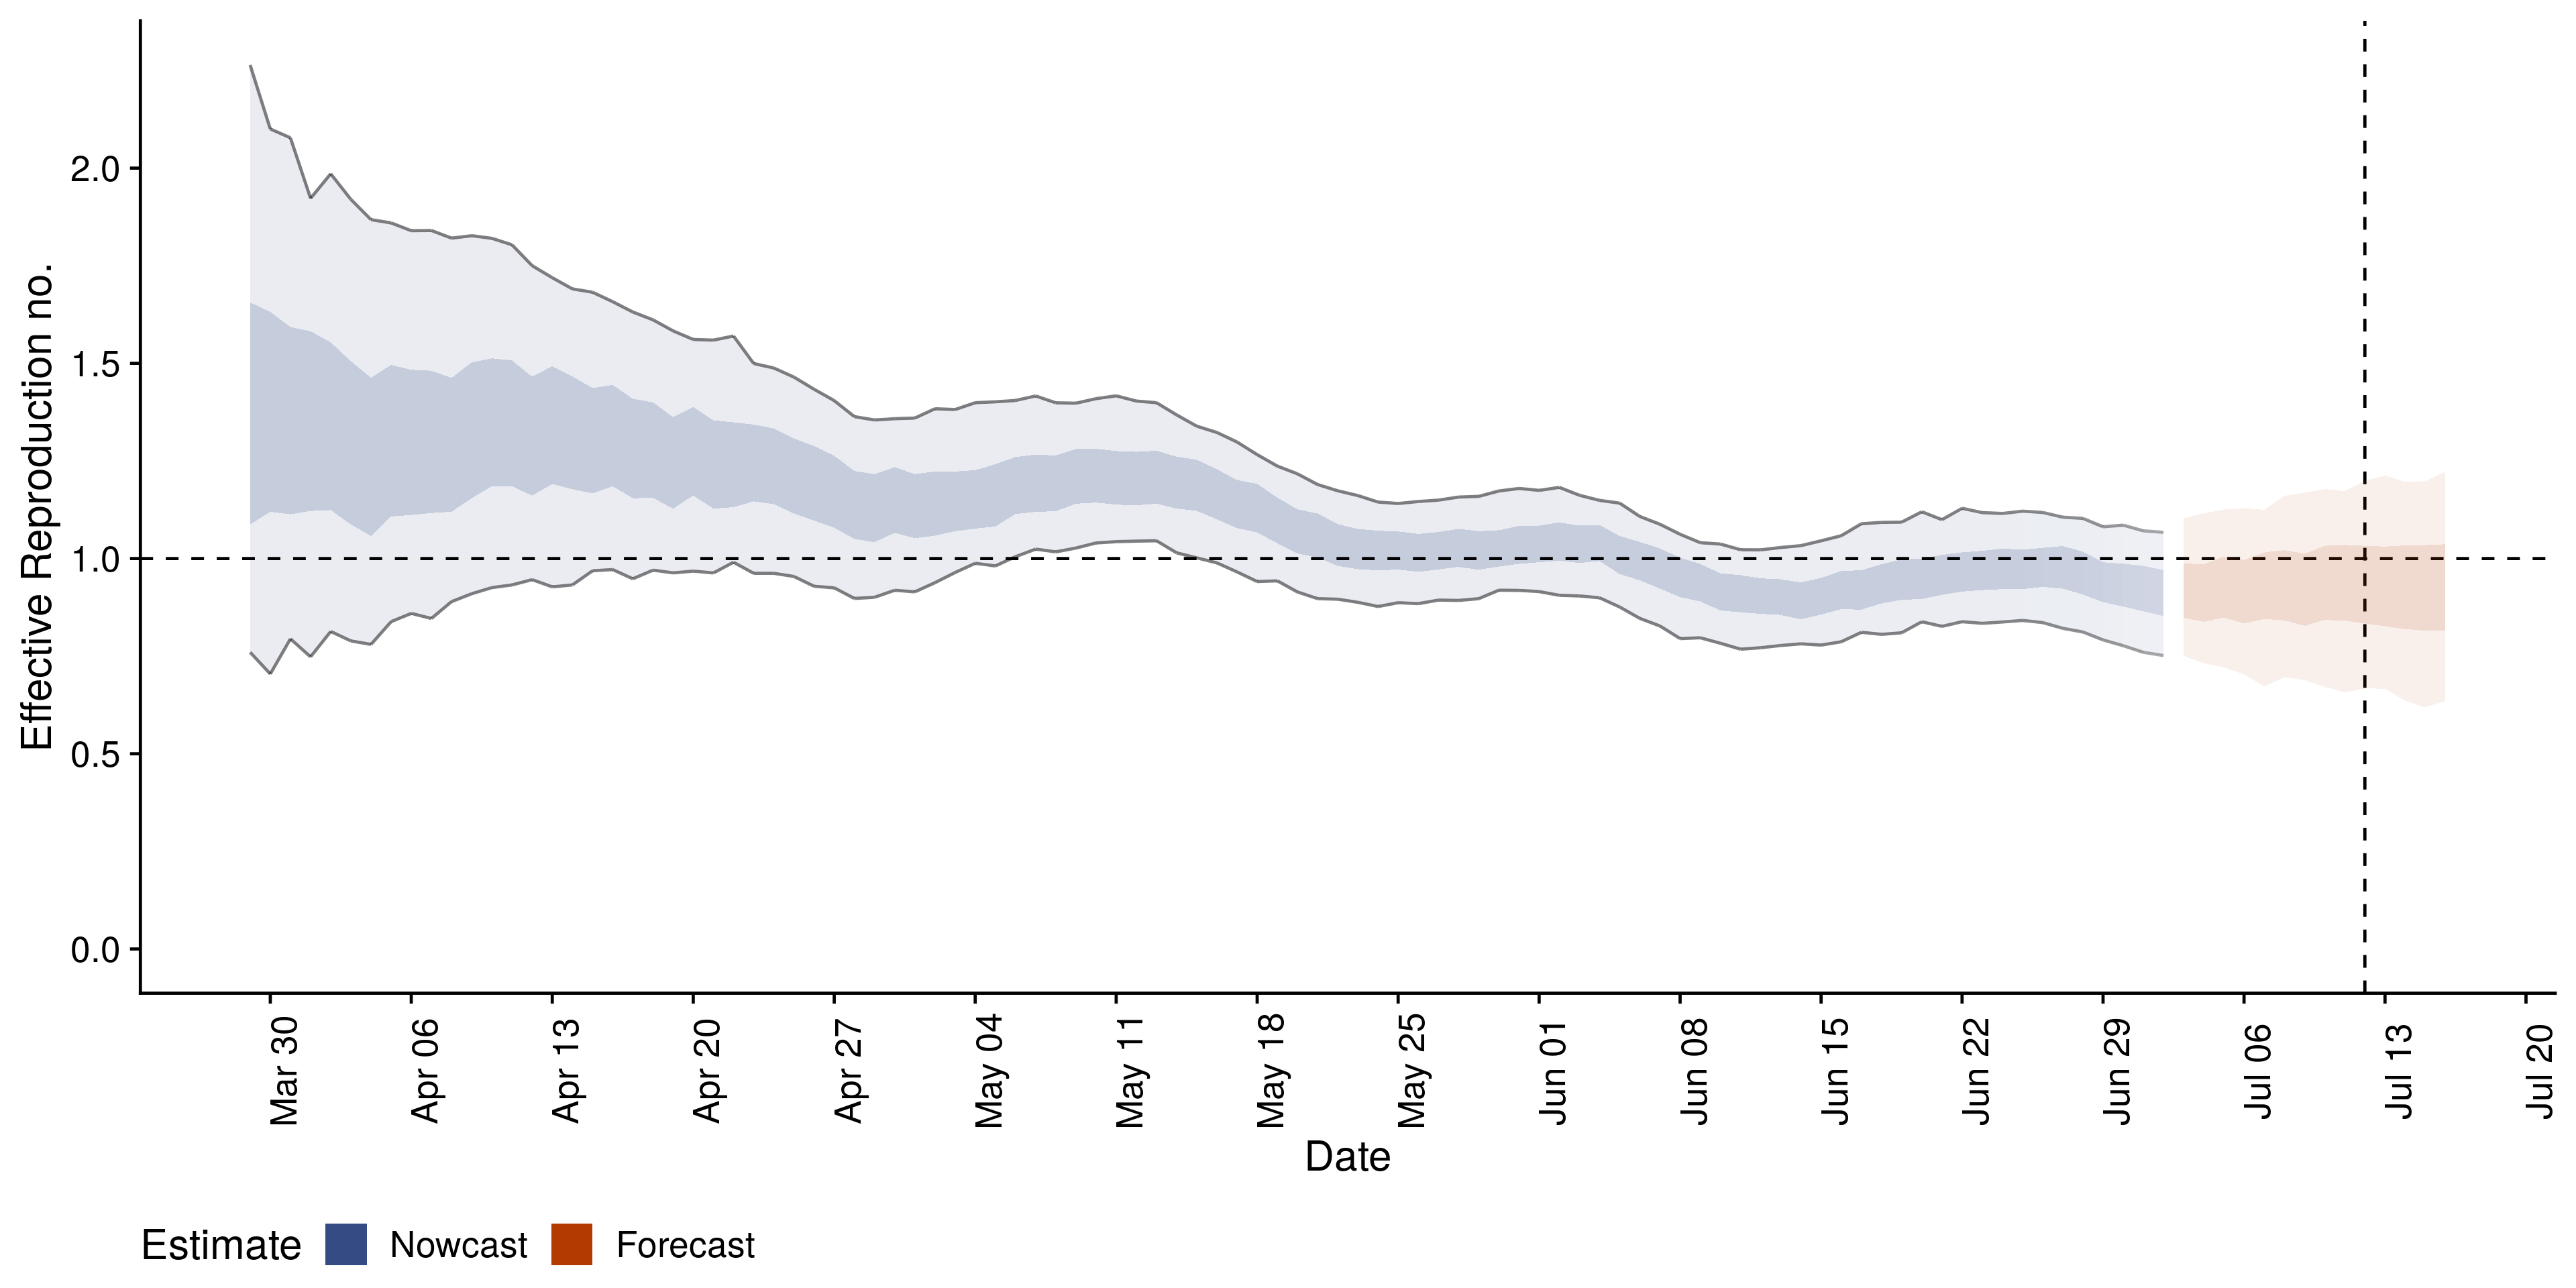 Effective Reproduction no.
2.0
1.5
1.0
0.5
0.0
Mar 30
Apr 06
Apr 13
Apr 20
Apr 27
May 04
May 11
May 18
May 25
Jun 01
Jun 08
Jun 15
Jun 22
Jun 29
Jul 06
Jul 13
Jul 20
Date
Estimate Nowcast Forecast